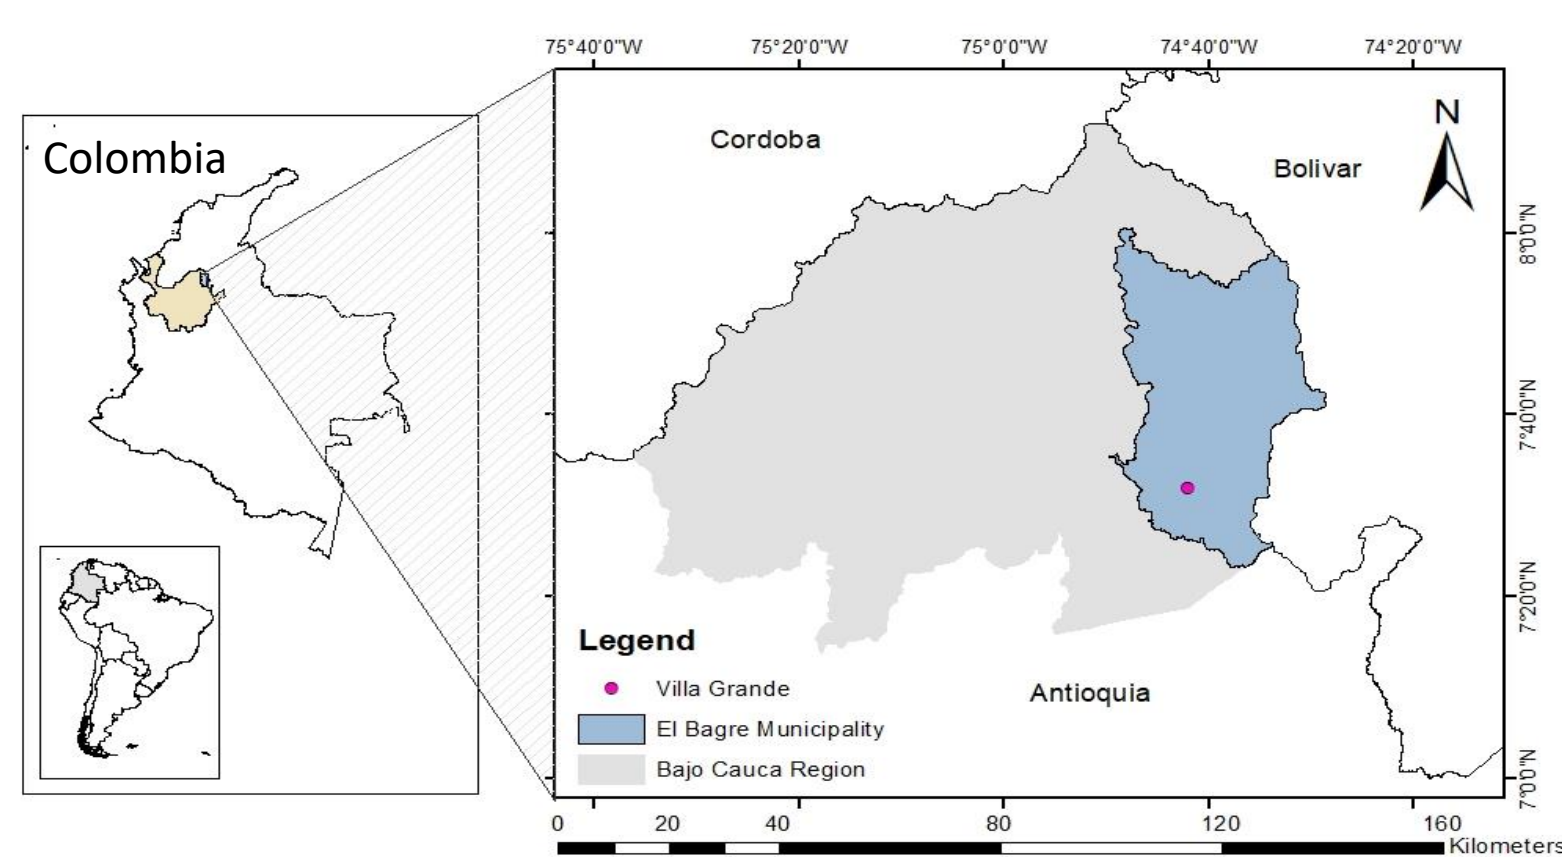 75°40'0"W 75°20'0"W 75°0'0"W 74°40'0"W 74°20'0"W
Colombia
Cordoba
Bolivar
N
8°0'0"N
7°40'0"N
7°20'0"N
7°0'0"N
Antioquia
Legend
Villa Grande
El Bagre Municipality
Bajo Cauca Region
0 20 40 80 120 160
Kilometers